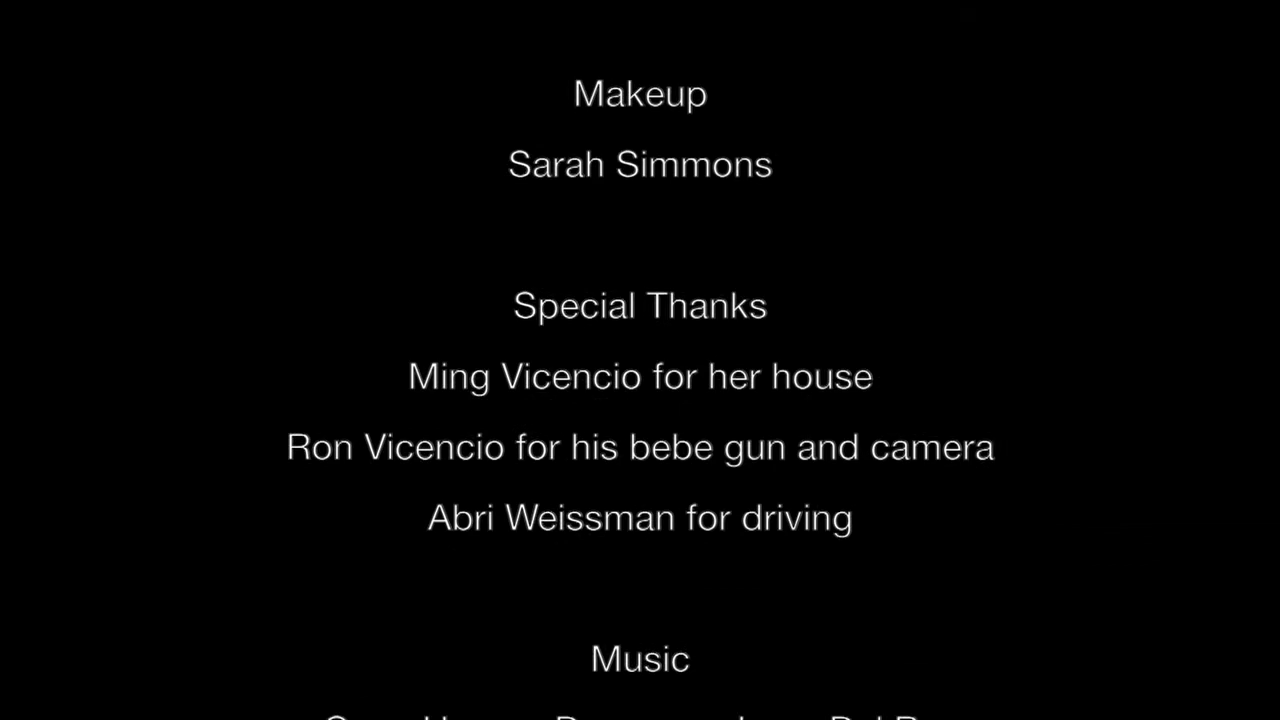 Makeup
Sarah Simmons
Special Thanks
Ming Vicencio for her house
Ron Vicencio for his bebe gun and camera
Abri Weissman for driving
Music